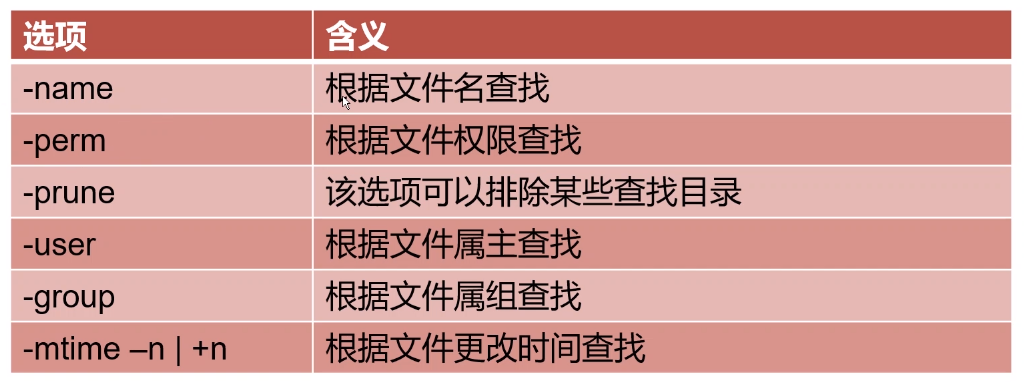 选项 含义
-name 根据文件名查找
-perm 根据文件权限查找
-prune 该选项可以排除某些查找目录
-user 根据文件属主查找
-group 根据文件属组查找
-mtime –n | +n 根据文件更改时间查找